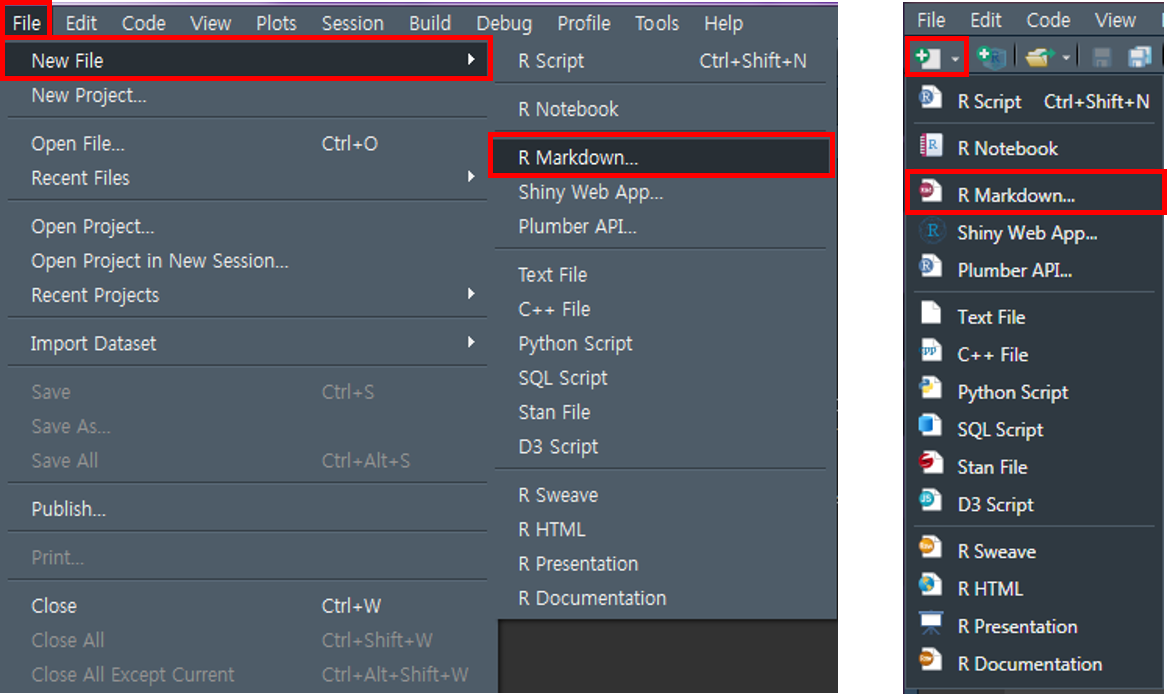 File Edit Code View Plots Session Build Debug Profile Tools Help
New File
New Project...
Open File... Ctrl+O
Recent Files
Open Project...
Open Project in New Session...
Recent Projects
Import Dataset
Save Ctrl+S
Save As...
Save All Ctrl+Alt+S
Publish...
Print...
Close Ctrl+W
Close All Ctrl+Shift+W
Close All Except Current Ctrl+Alt+Shift+W
R Script Ctrl+Shift+N
R Notebook
R Markdown...
Shiny Web App...
Plumber API...
Text File
C++ File
Python Script
SQL Script
Stan File
D3 Script
R Sweave
R HTML
R Presentation
R Documentation
File Edit Code View
R Script Ctrl+Shift+N
R Notebook
R Markdown...
Shiny Web App...
Plumber API...
Text File
C++ File
Python Script
SQL Script
Stan File
D3 Script
R Sweave
R HTML
R Presentation
R Documentation